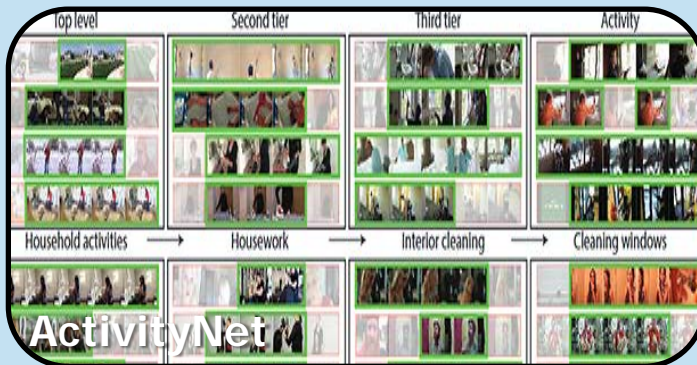 Top level Second tier Third tier Activity
Household activities → Housework → Interior cleaning → Cleaning windows
ActivityNet